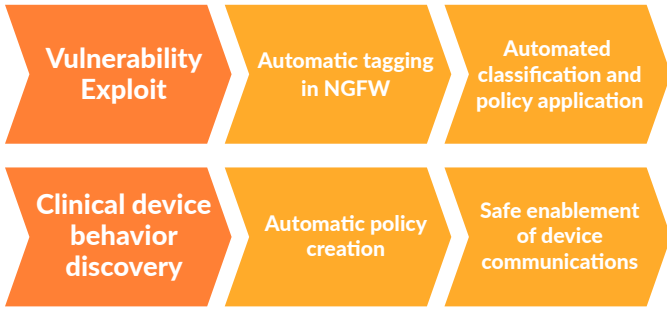 Vulnerability
Exploit
Automatic tagging
in NGFW
Automated
classification and
policy application
Clinical device
behavior
discovery
Automatic policy
creation
Safe enablement
of device
communications